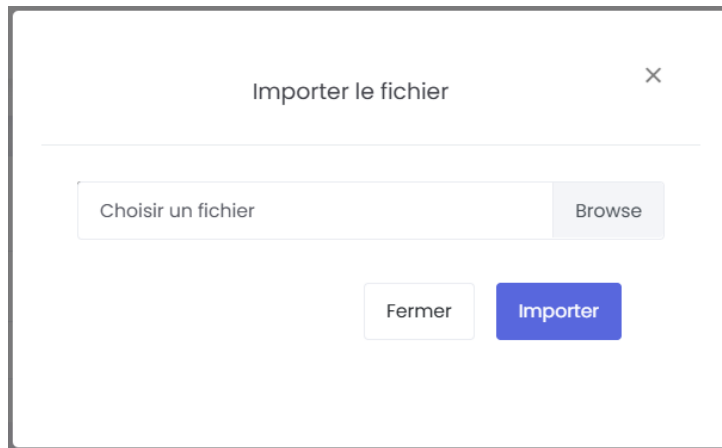 Importer le fichier
×
Choisir un fichier
Browse
Fermer
Importer